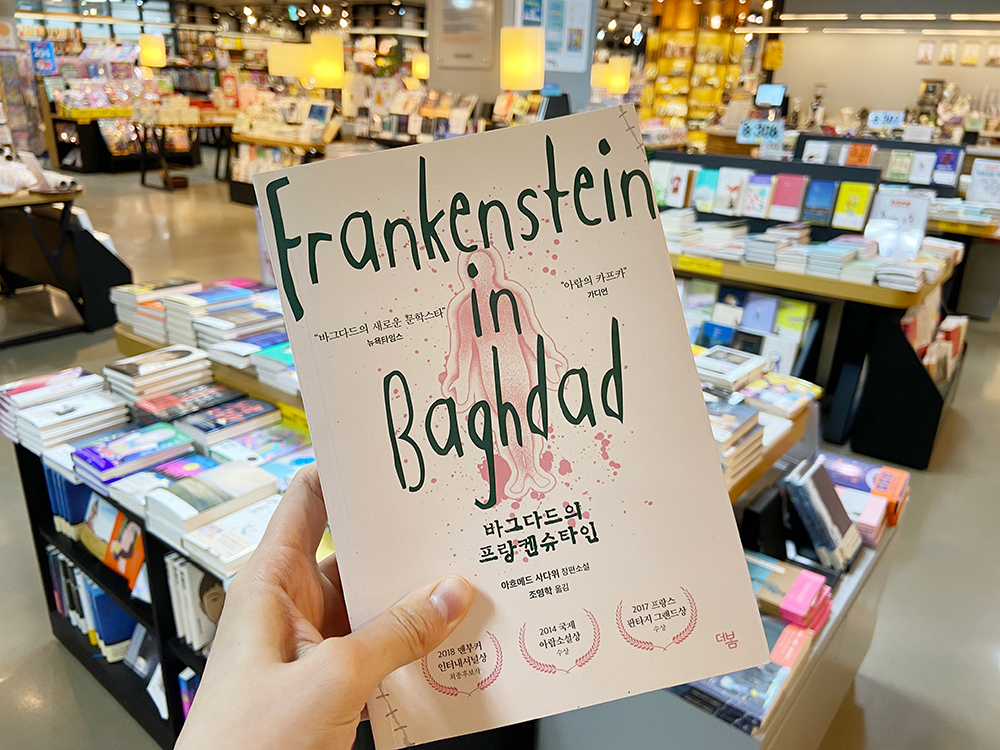 Frankenstein
in
Baghdad
"바그다드의 새로운 문학스타"
뉴욕타임스
"아랍의 카프카"
가디언
바그다드의
프랑켄슈타인
아흐메드 사다위 장편소설
조영학 옮김
2018 맨부커
인터내셔널상
최종후보작
2014 국제
아랍소설상
수상
2017 프랑스
판타지 그랜드상
수상
더봄